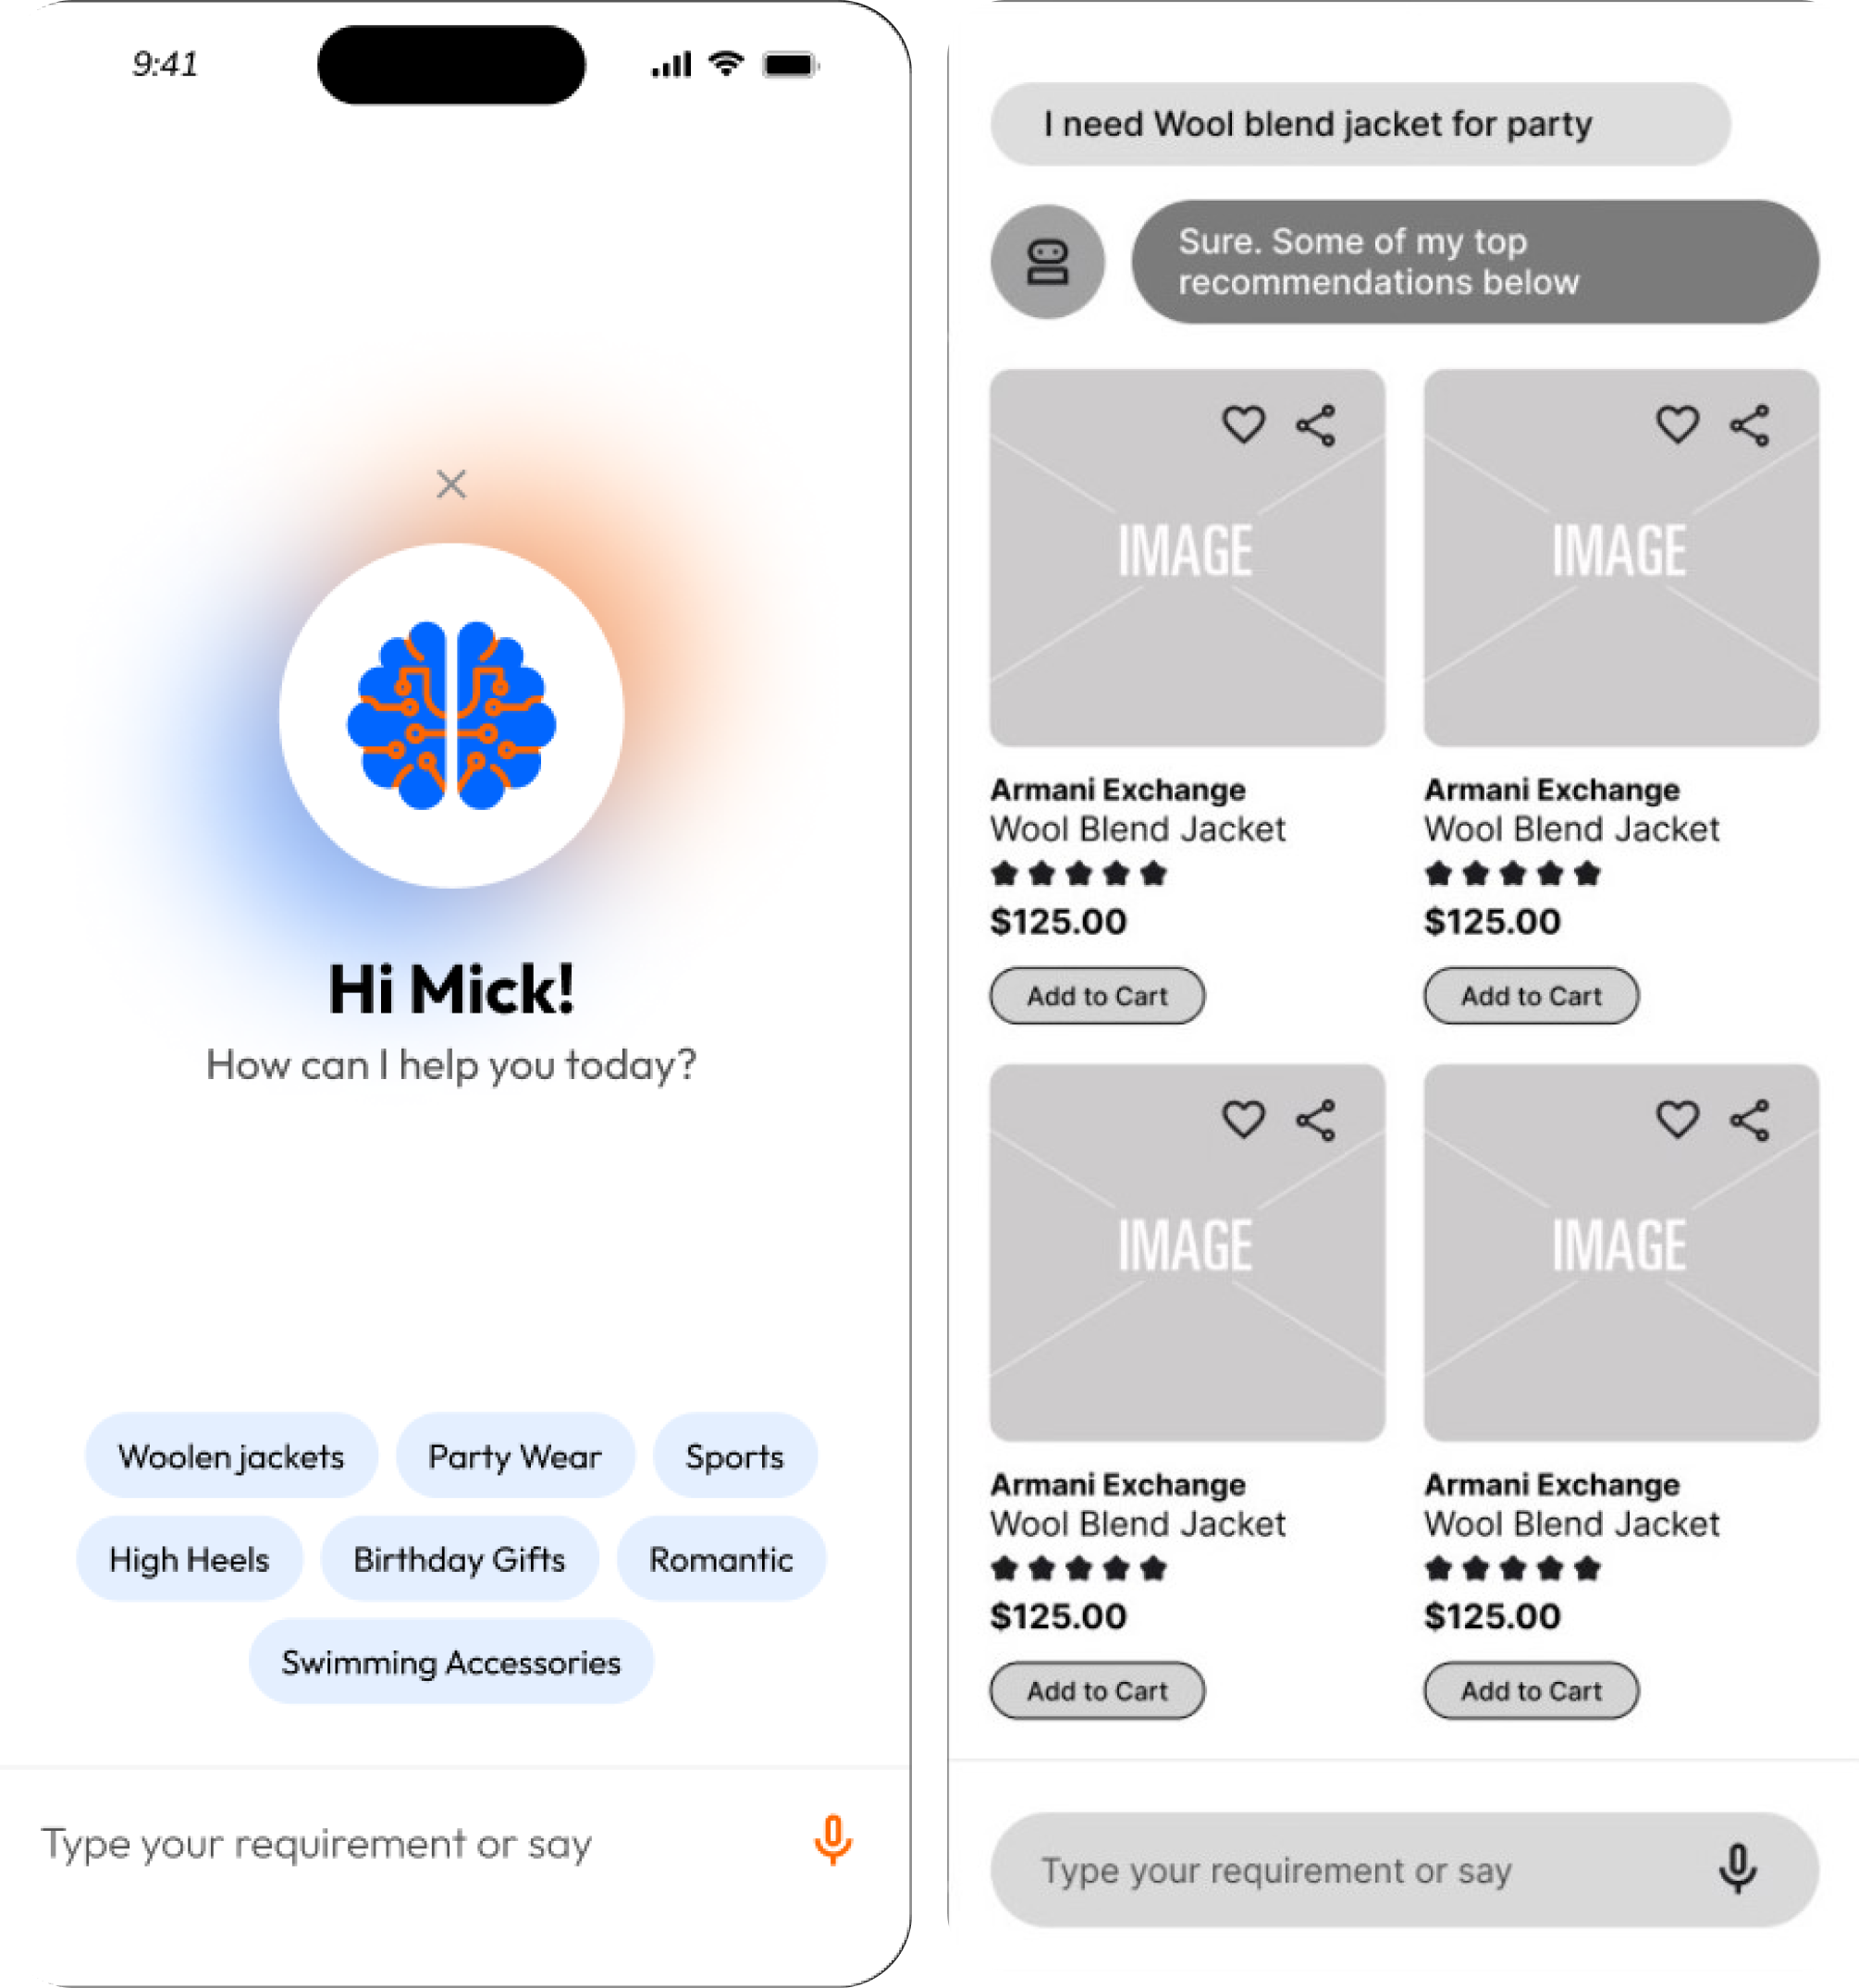 9:41
Hi Mick!
How can I help you today?
Woolen jackets
Party Wear
Sports
High Heels
Birthday Gifts
Romantic
Swimming Accessories
Type your requirement or say
I need Wool blend jacket for party
Sure. Some of my top
recommendations below
IMAGE
Armani Exchange
Wool Blend Jacket
$125.00
Add to Cart
IMAGE
Armani Exchange
Wool Blend Jacket
$125.00
Add to Cart
IMAGE
Armani Exchange
Wool Blend Jacket
$125.00
Add to Cart
IMAGE
Armani Exchange
Wool Blend Jacket
$125.00
Add to Cart
Type your requirement or say